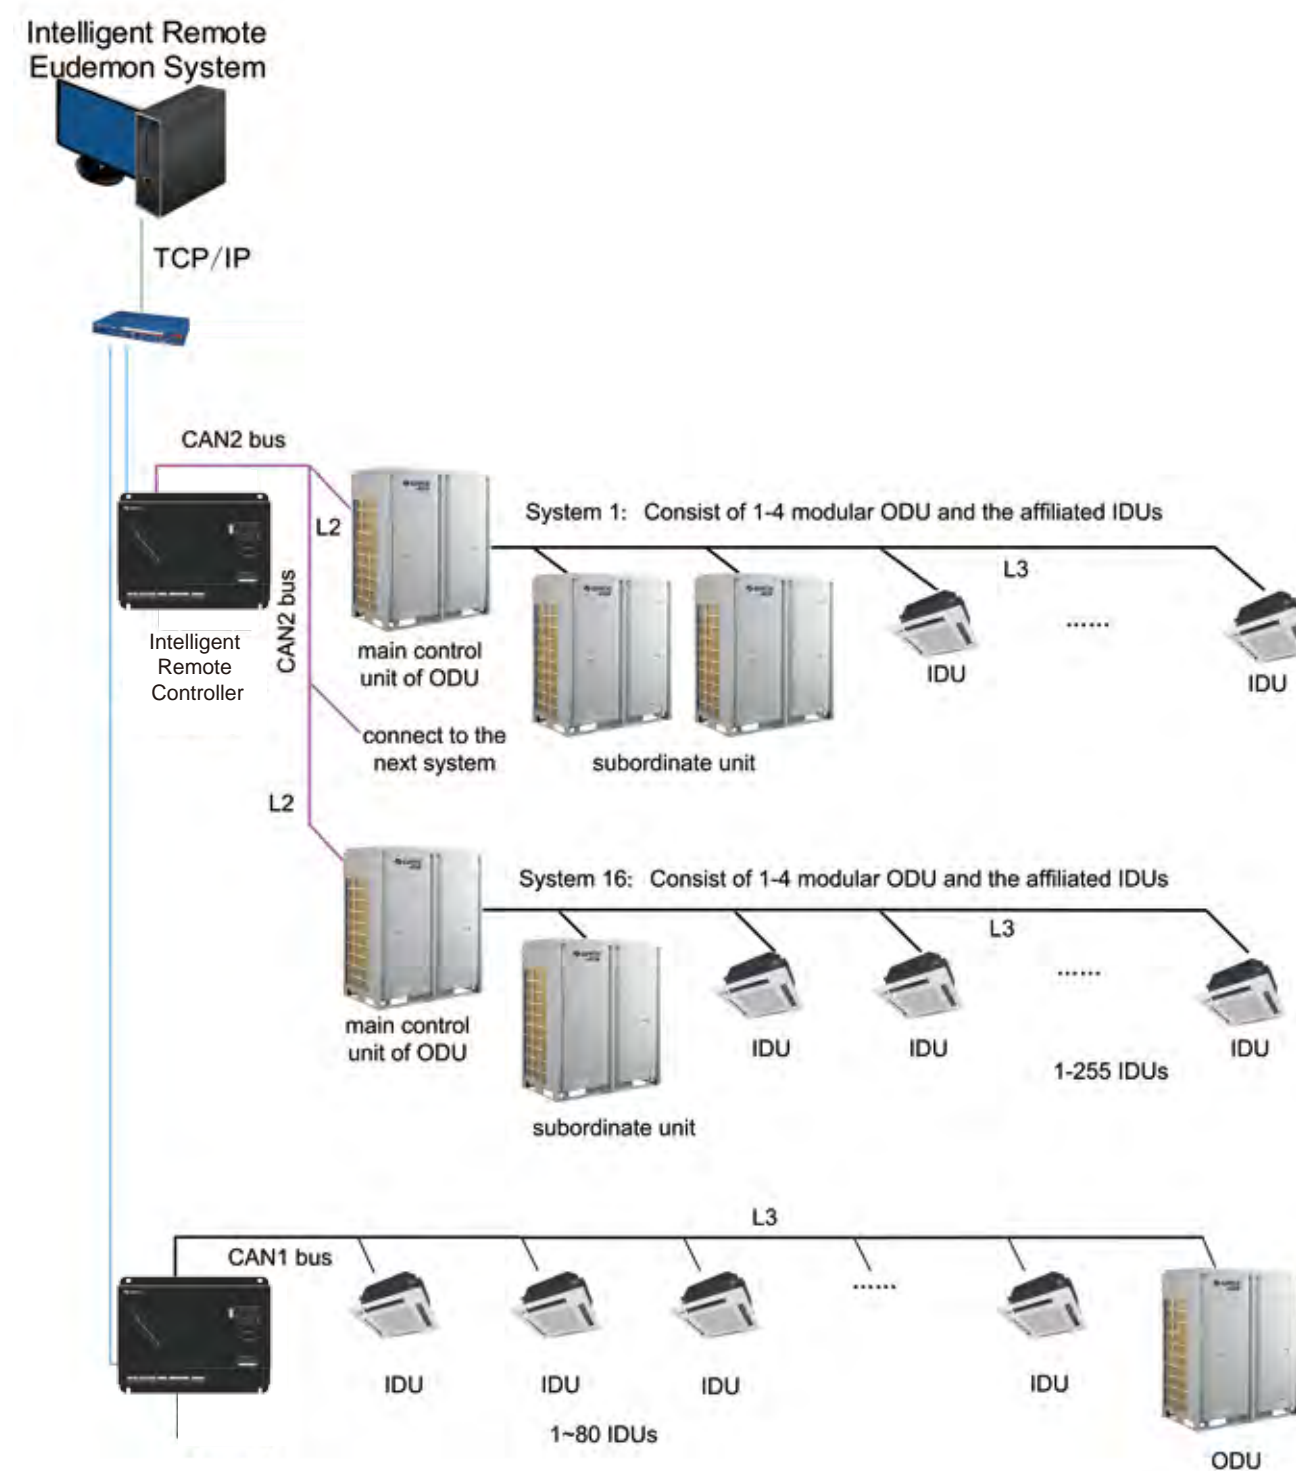 Intelligent Remote
Eudemon System
TCP/IP
CAN2 bus
System 1: Consist of 1-4 modular ODU and the affiliated IDUs
L2
L3
CAN2 bus
Intelligent
Remote
Controller
main control
unit of ODU
IDU
......
IDU
connect to the
next system
subordinate unit
L2
System 16: Consist of 1-4 modular ODU and the affiliated IDUs
L3
......
main control
unit of ODU
IDU
IDU
IDU
1-255 IDUs
subordinate unit
L3
CAN1 bus
......
IDU
IDU
IDU
IDU
1~80 IDUs
ODU